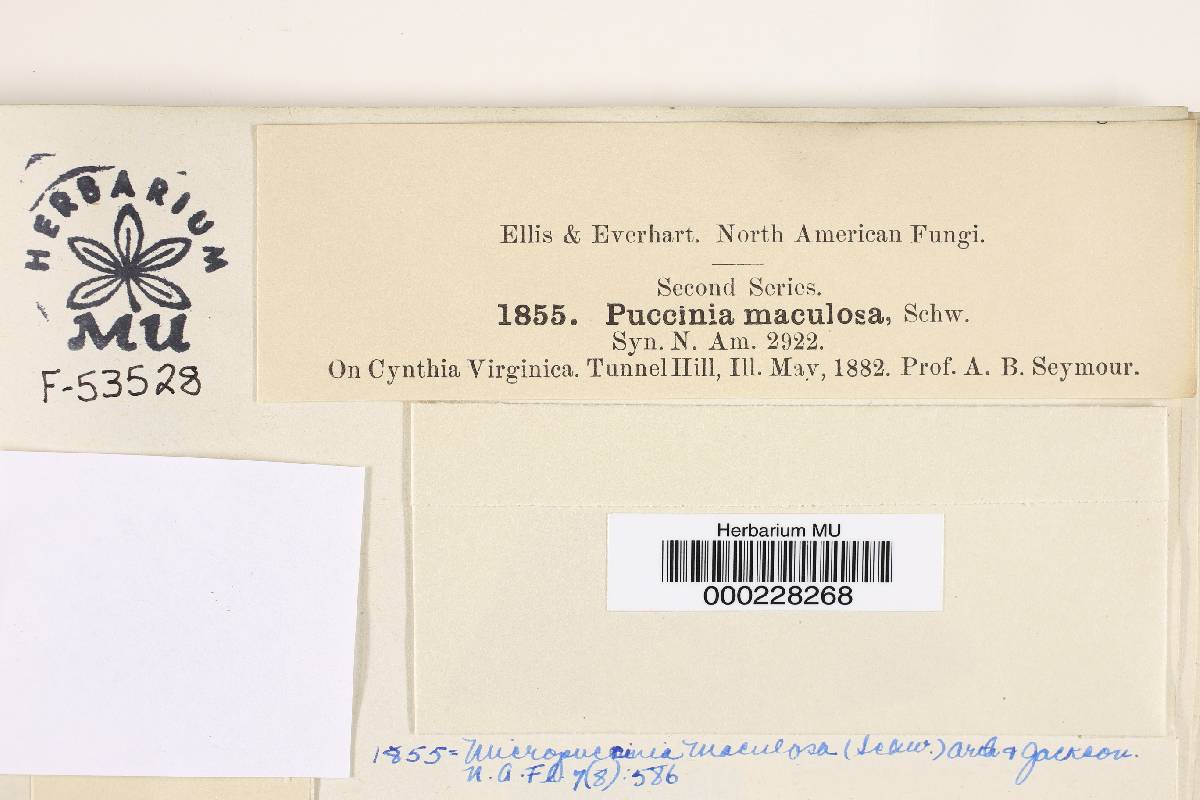 HERBARIUM
MU
F-53528
Ellis & Everhart. North American Fungi.
Second Series.
1855. Puccinia maculosa, Schw.
Syn. N. Am. 2922.
On Cynthia Virginica. Tunnel Hill, Ill. May, 1882. Prof. A. B. Seymour.
Herbarium MU
000228268
1855 = Micropuccinia maculosa (Schw.) Arth & Jackson.
N. A. Fl. 7(8): 586